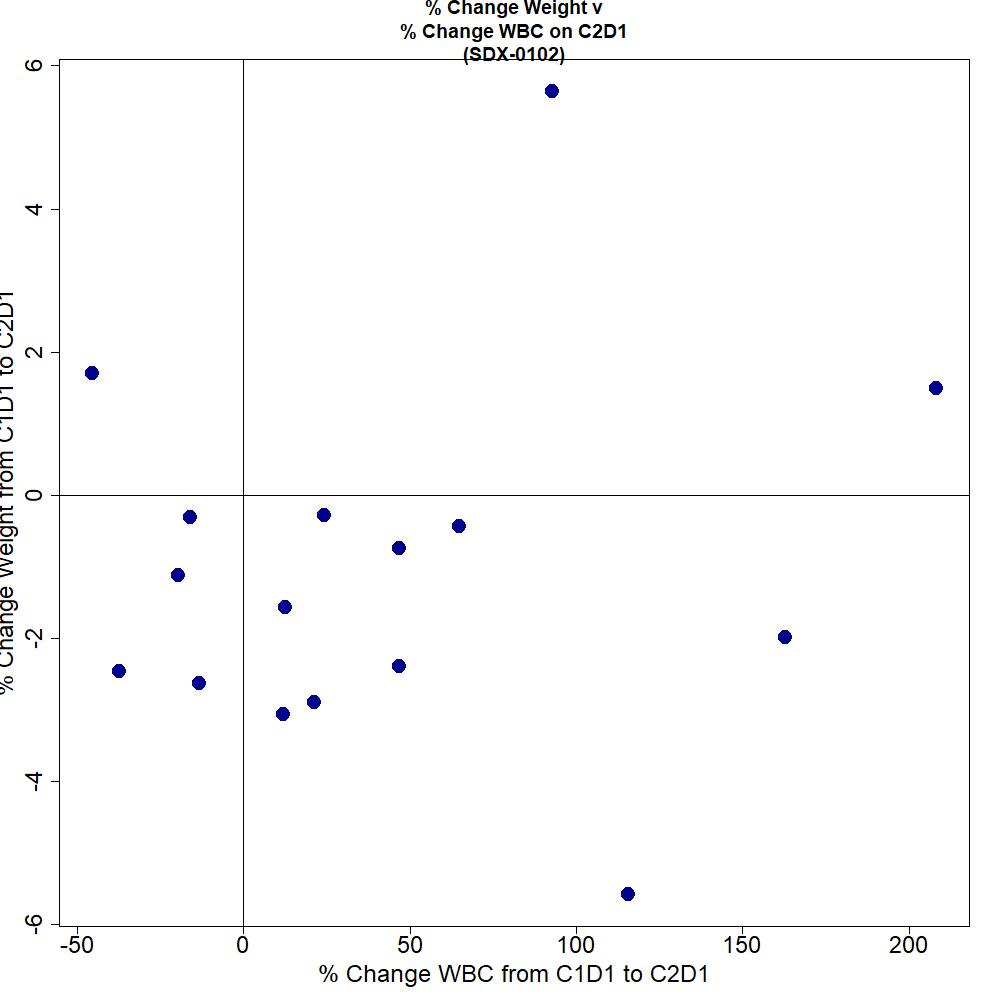 % Change Weight v
% Change WBC on C2D1
(SDX-0102)
% Change Weight from C1D1 to C2D1
6
4
2
0
-2
-4
-6
-50 0 50 100 150 200
% Change WBC from C1D1 to C2D1